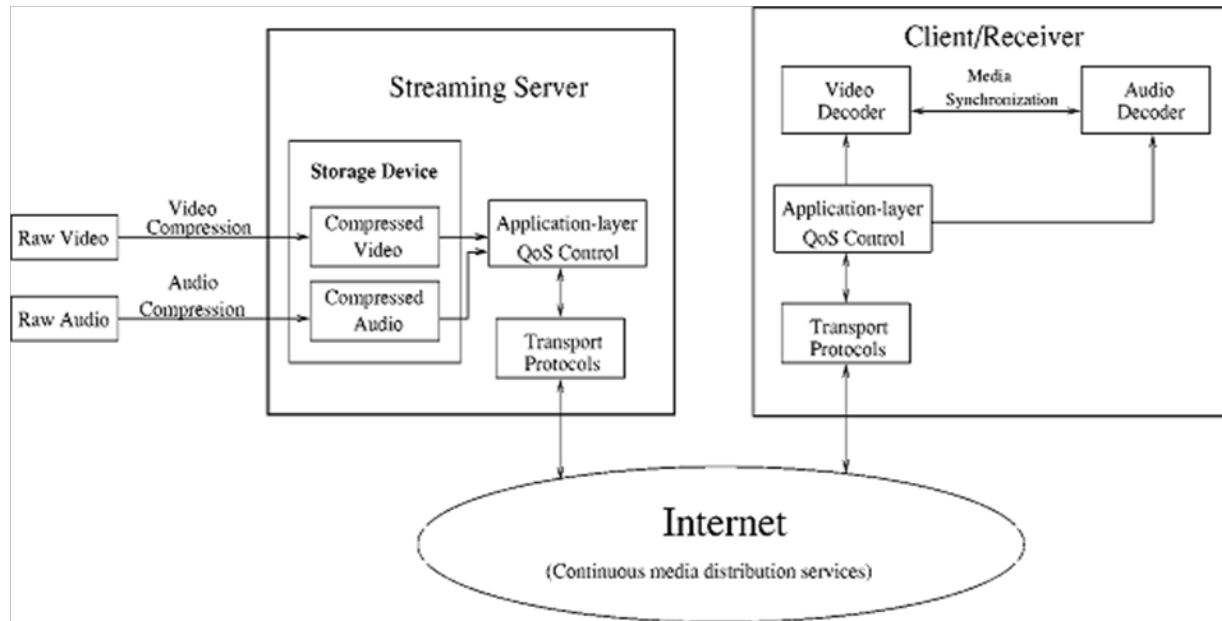 Streaming Server
Storage Device
Raw Video
Video
Compression
Compressed
Video
Application-layer
QoS Control
Raw Audio
Audio
Compression
Compressed
Audio
Transport
Protocols
Client/Receiver
Video
Decoder
Media
Synchronization
Audio
Decoder
Application-layer
QoS Control
Transport
Protocols
Internet
(Continuous media distribution services)